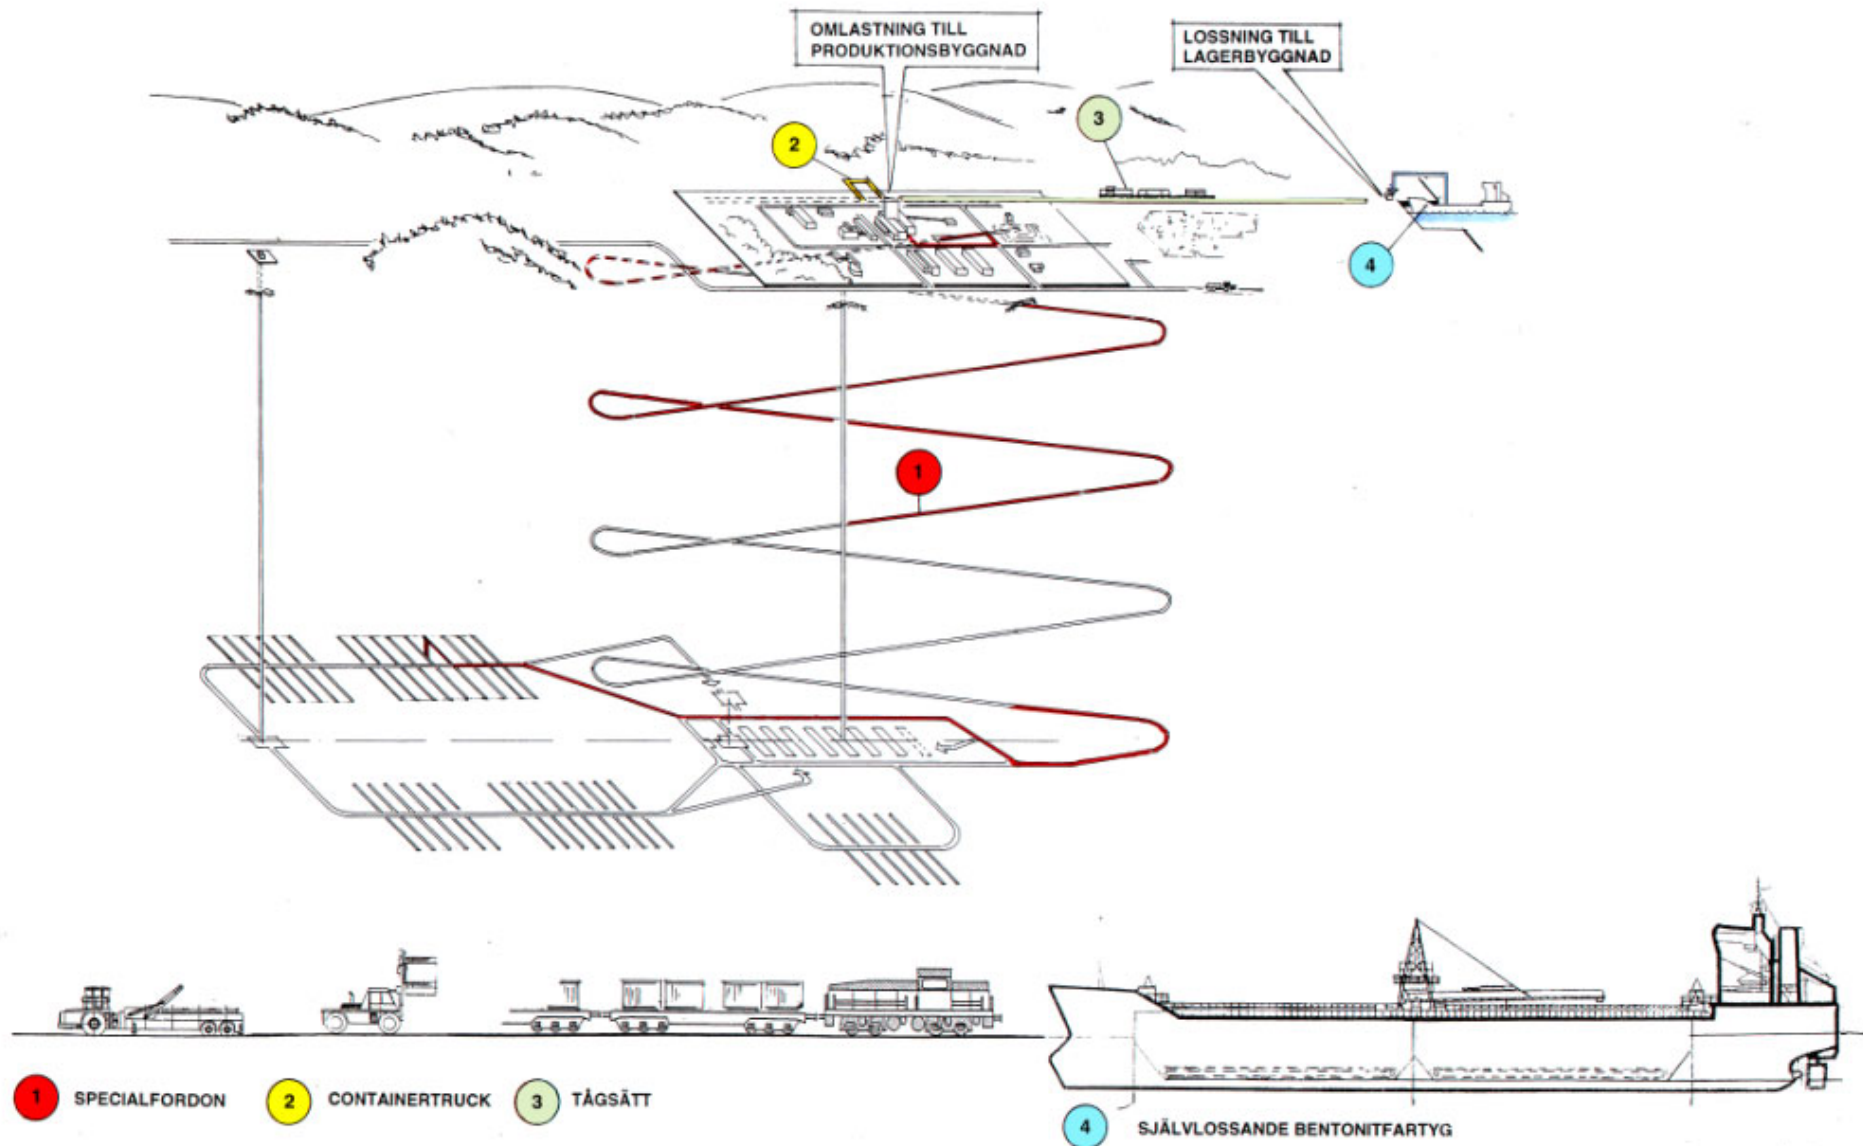 OMLASTNING TILL
PRODUKTIONSBYGGNAD
LOSSNING TILL
LAGERBYGGNAD
3
2
4
1
1 SPECIALFORDON
2 CONTAINERTRUCK
3 TÅGSÄTT
4 SJÄLVLOSSANDE BENTONITFARTYG